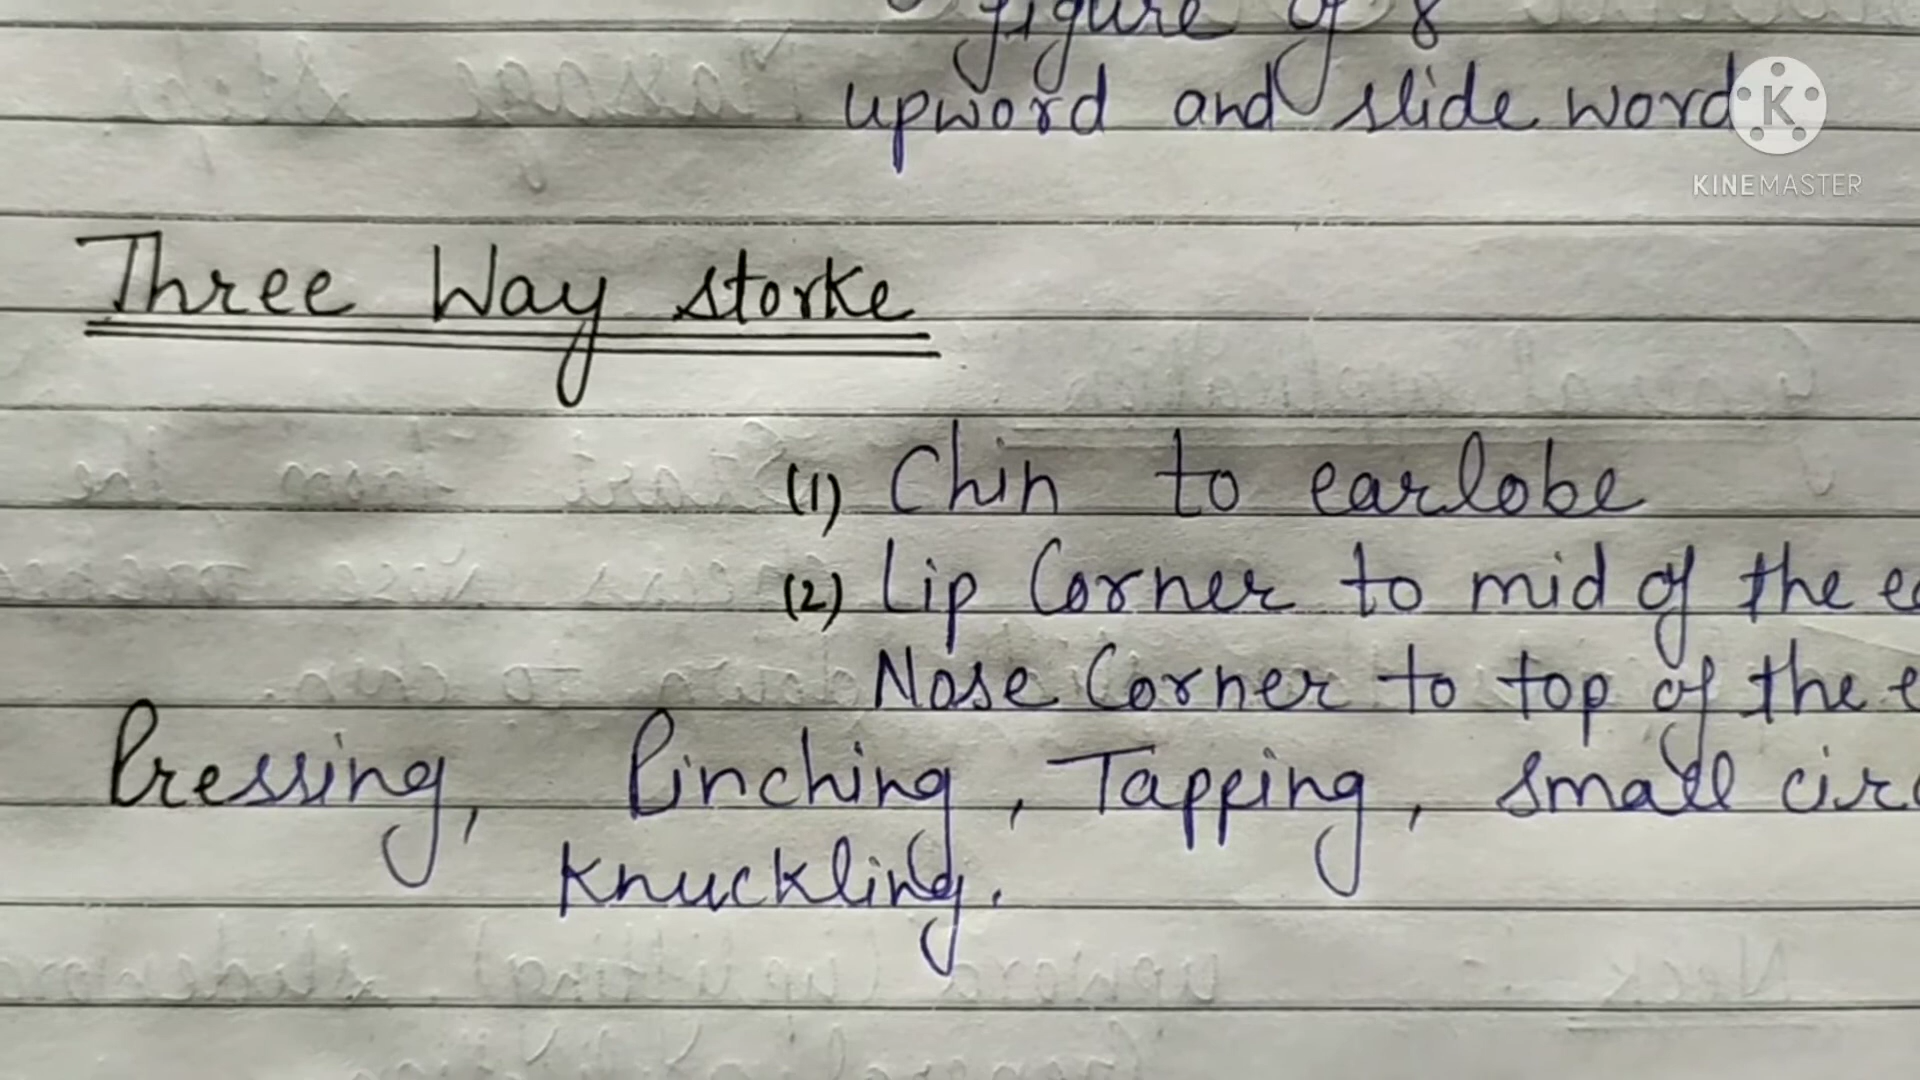 figure of 8
upword and slide word
K
KINEMASTER
Three Way storke
(1) Chin to earlobe
(2) Lip Corner to mid of the
Nose Corner to top of the
Pressing, Pinching, Tapping, small
Knuckling.